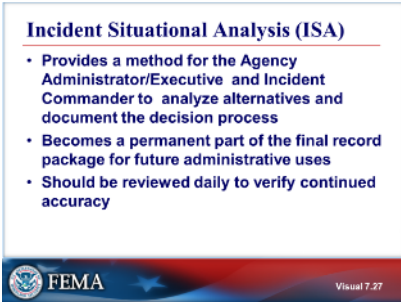 Incident Situational Analysis (ISA)
• Provides a method for the Agency
Administrator/Executive and Incident
Commander to analyze alternatives and
document the decision process
• Becomes a permanent part of the final record
package for future administrative uses
• Should be reviewed daily to verify continued
accuracy
FEMA
Visual 7.27